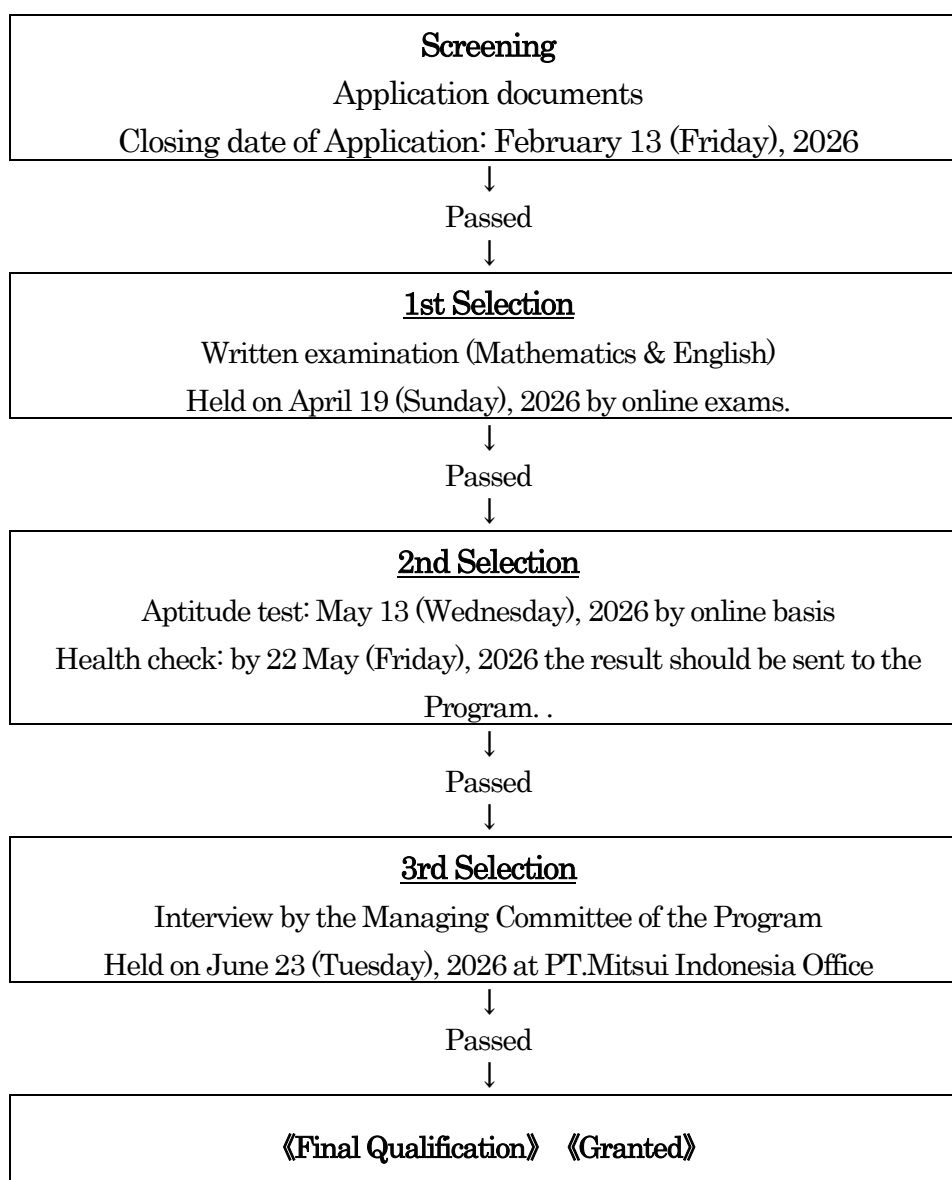 Screening
Application documents
Closing date of Application: February 13 (Friday), 2026
↓
Passed
↓
1st Selection
Written examination (Mathematics & English)
Held on April 19 (Sunday), 2026 by online exams.
↓
Passed
↓
2nd Selection
Aptitude test: May 13 (Wednesday), 2026 by online basis
Health check: by 22 May (Friday), 2026 the result should be sent to the
Program. .
↓
Passed
↓
3rd Selection
Interview by the Managing Committee of the Program
Held on June 23 (Tuesday), 2026 at PT.Mitsui Indonesia Office
↓
Passed
↓
《Final Qualification》 《Granted》